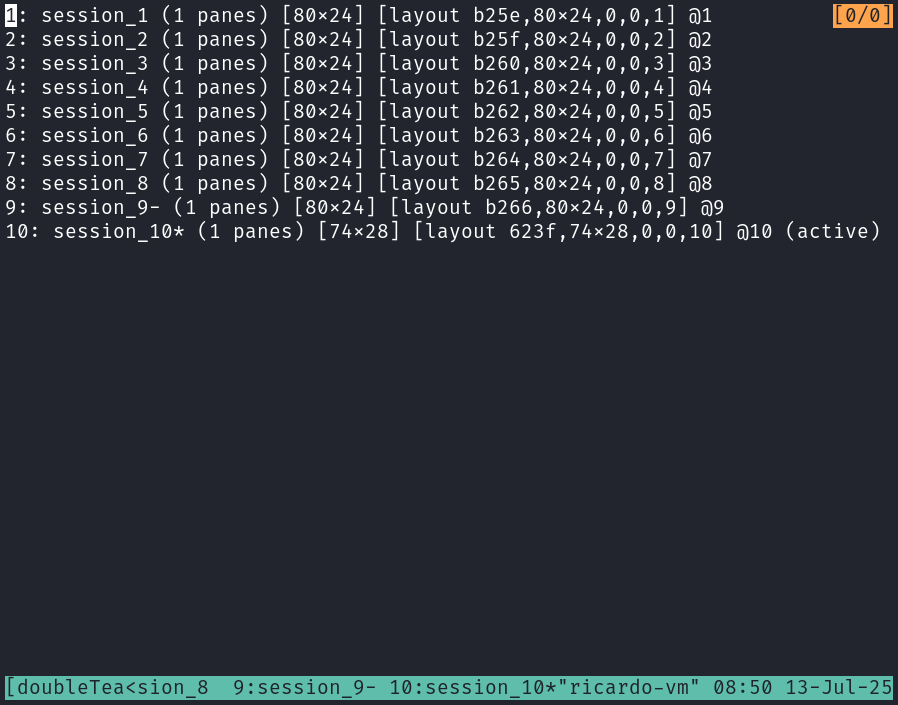 1: session_1 (1 panes) [80×24] [layout b25e,80×24,0,0,1] @1 [0/0]
2: session_2 (1 panes) [80×24] [layout b25f,80×24,0,0,2] @2
3: session_3 (1 panes) [80×24] [layout b260,80×24,0,0,3] @3
4: session_4 (1 panes) [80×24] [layout b261,80×24,0,0,4] @4
5: session_5 (1 panes) [80×24] [layout b262,80×24,0,0,5] @5
6: session_6 (1 panes) [80×24] [layout b263,80×24,0,0,6] @6
7: session_7 (1 panes) [80×24] [layout b264,80×24,0,0,7] @7
8: session_8 (1 panes) [80×24] [layout b265,80×24,0,0,8] @8
9: session_9- (1 panes) [80×24] [layout b266,80×24,0,0,9] @9
10: session_10* (1 panes) [74×28] [layout 623f,74×28,0,0,10] @10 (active)
[doubleTea<sion_8  9:session_9- 10:session_10*"ricardo-vm" 08:50 13-Jul-25